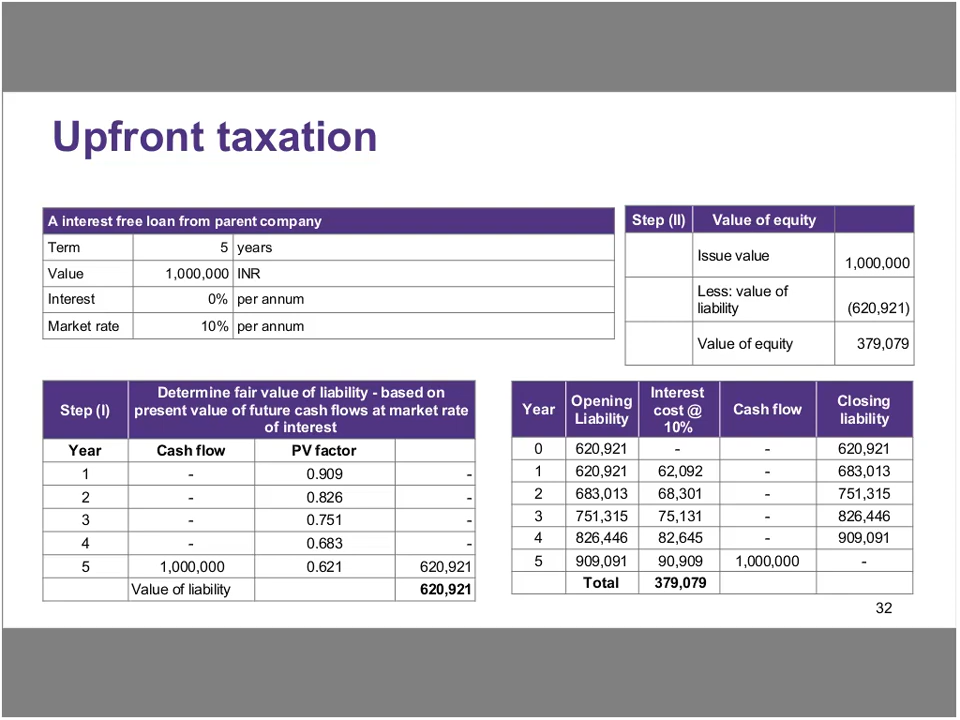 Upfront taxation
A interest free loan from parent company
Term 5 years
Value 1,000,000 INR
Interest 0% per annum
Market rate 10% per annum
Step (II) Value of equity
Issue value 1,000,000
Less: value of
liability (620,921)
Value of equity 379,079
Step (I) Determine fair value of liability - based on
present value of future cash flows at market rate
of interest
Year Cash flow PV factor
1 - 0.909 -
2 - 0.826 -
3 - 0.751 -
4 - 0.683 -
5 1,000,000 0.621 620,921
Value of liability 620,921
Year Opening
Liability Interest
cost @
10% Cash flow Closing
liability
0 620,921 - - 620,921
1 620,921 62,092 - 683,013
2 683,013 68,301 - 751,315
3 751,315 75,131 - 826,446
4 826,446 82,645 - 909,091
5 909,091 90,909 1,000,000 -
Total 379,079
32